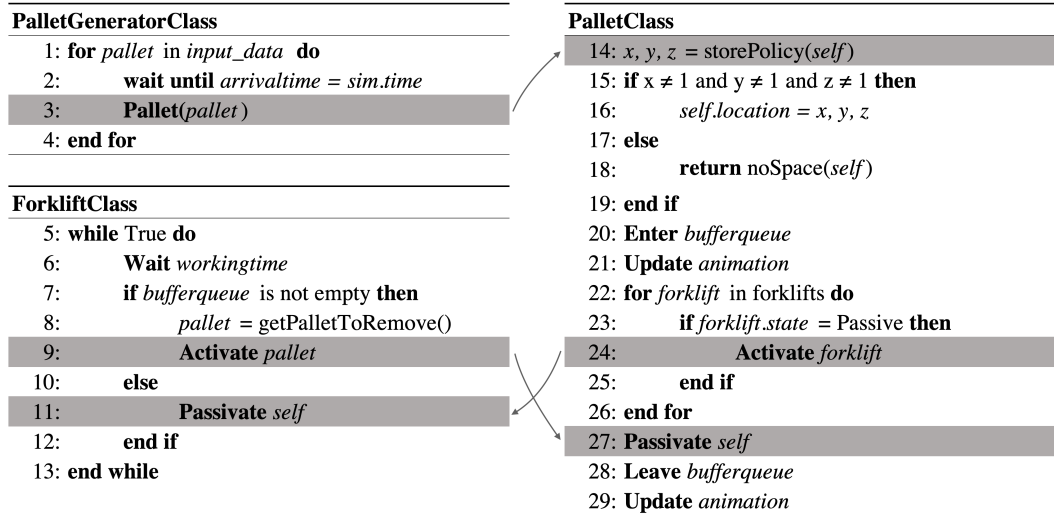 PalletGeneratorClass
1: for pallet in input_data do
2: wait until arrivaltime = sim.time
3: Pallet(pallet)
4: end for
ForkliftClass
5: while True do
6: Wait workingtime
7: if bufferqueue is not empty then
8: pallet = getPalletToRemove()
9: Activate pallet
10: else
11: Passivate self
12: end if
13: end while
PalletClass
14: x, y, z = storePolicy(self)
15: if x ≠ 1 and y ≠ 1 and z ≠ 1 then
16: self.location = x, y, z
17: else
18: return noSpace(self)
19: end if
20: Enter bufferqueue
21: Update animation
22: for forklift in forklifts do
23: if forklift.state = Passive then
24: Activate forklift
25: end if
26: end for
27: Passivate self
28: Leave bufferqueue
29: Update animation